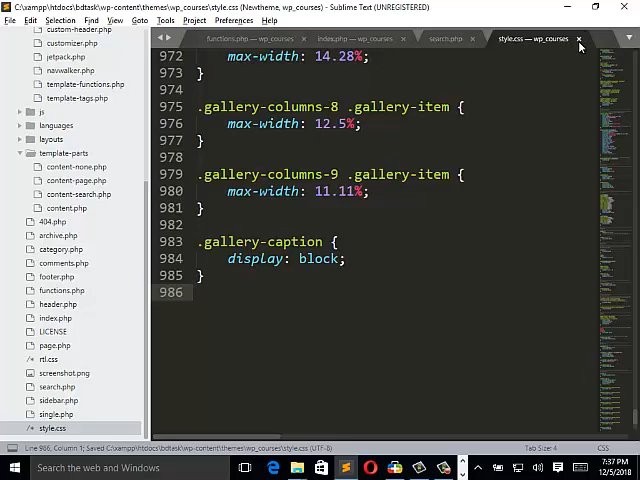 C:\xampp\htdocs\bdtask\wp-content\themes\wp_courses\style.css (Newtheme, wp_courses) - Sublime Text (UNREGISTERED)
File Edit Selection Find View Goto Tools Project Preferences Help
functions.php — wp_courses × index.php — wp_courses × search.php × style.css — wp_courses ×
custom-header.php
customizer.php
jetpack.php
navwalker.php
template-functions.php
template-tags.php
js
languages
layouts
template-parts
content-none.php
content-page.php
content-search.php
content.php
404.php
archive.php
category.php
comments.php
footer.php
functions.php
header.php
index.php
LICENSE
page.php
rtl.css
screenshot.png
search.php
sidebar.php
single.php
style.css
972 max-width: 14.28%;
973 }
974
975 .gallery-columns-8 .gallery-item {
976 max-width: 12.5%;
977 }
978
979 .gallery-columns-9 .gallery-item {
980 max-width: 11.11%;
981 }
982
983 .gallery-caption {
984 display: block;
985 }
986
Line 986, Column 1; Saved C:\xampp\htdocs\bdtask\wp-content\themes\wp_courses\style.css (UTF-8) Tab Size: 4 CSS
Search the web and Windows
7:37 PM
12/5/2018